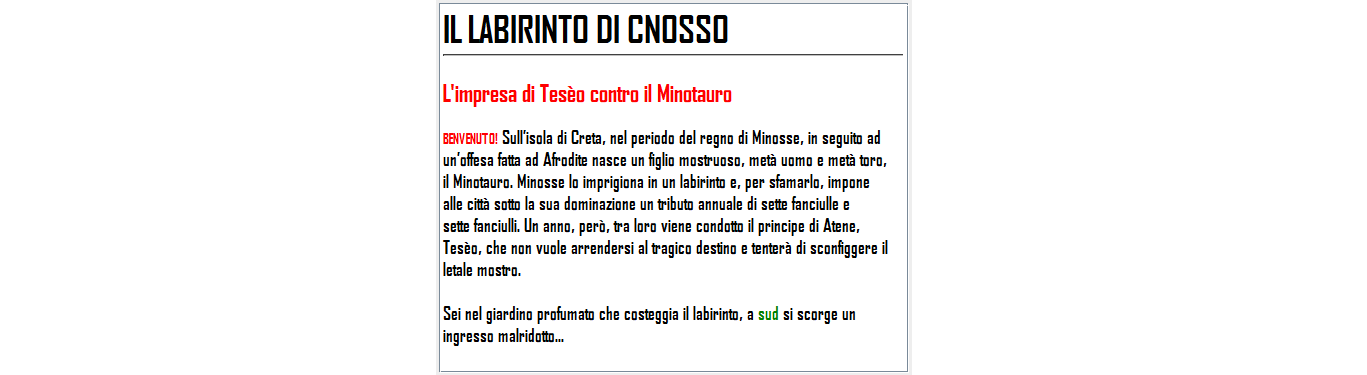 IL LABIRINTO DI CNOSSO
L'impresa di Tesèo contro il Minotauro
BENVENUTO! Sull'isola di Creta, nel periodo del regno di Minosse, in seguito ad
un'offesa fatta ad Afrodite nasce un figlio mostruoso, metà uomo e metà toro,
il Minotauro. Minosse lo imprigiona in un labirinto e, per sfamarlo, impone
alle città sotto la sua dominazione un tributo annuale di sette fanciulle e
sette fanciulli. Un anno, però, tra loro viene condotto il principe di Atene,
Tesèo, che non vuole arrendersi al tragico destino e tenterà di sconfiggere il
letale mostro.
Sei nel giardino profumato che costeggia il labirinto, a sud si scorge un
ingresso malridotto...